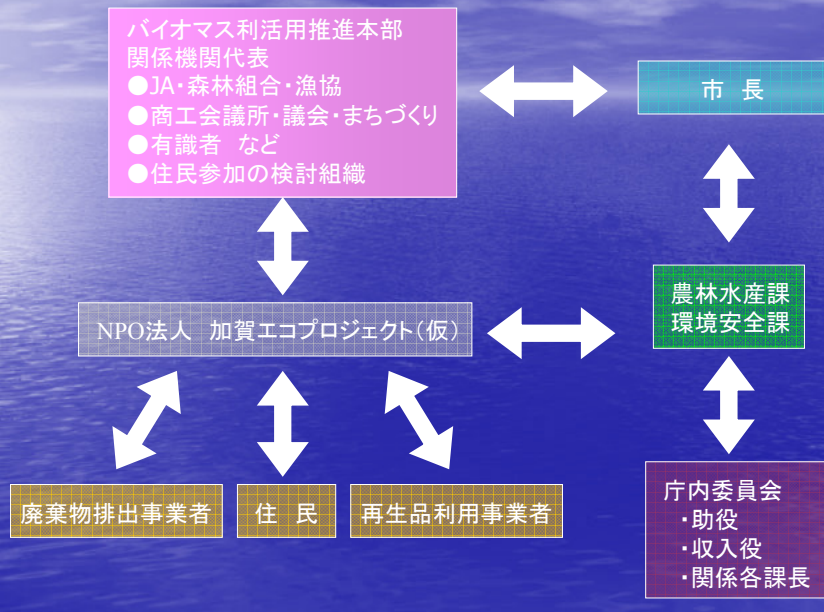 バイオマス利活用推進本部
関係機関代表
●JA・森林組合・漁協
●商工会議所・議会・まちづくり
●有識者　など
●住民参加の検討組織
市　長
農林水産課
環境安全課
NPO法人　加賀エコプロジェクト（仮）
廃棄物排出事業者
住　民
再生品利用事業者
庁内委員会
・助役
・収入役
・関係各課長